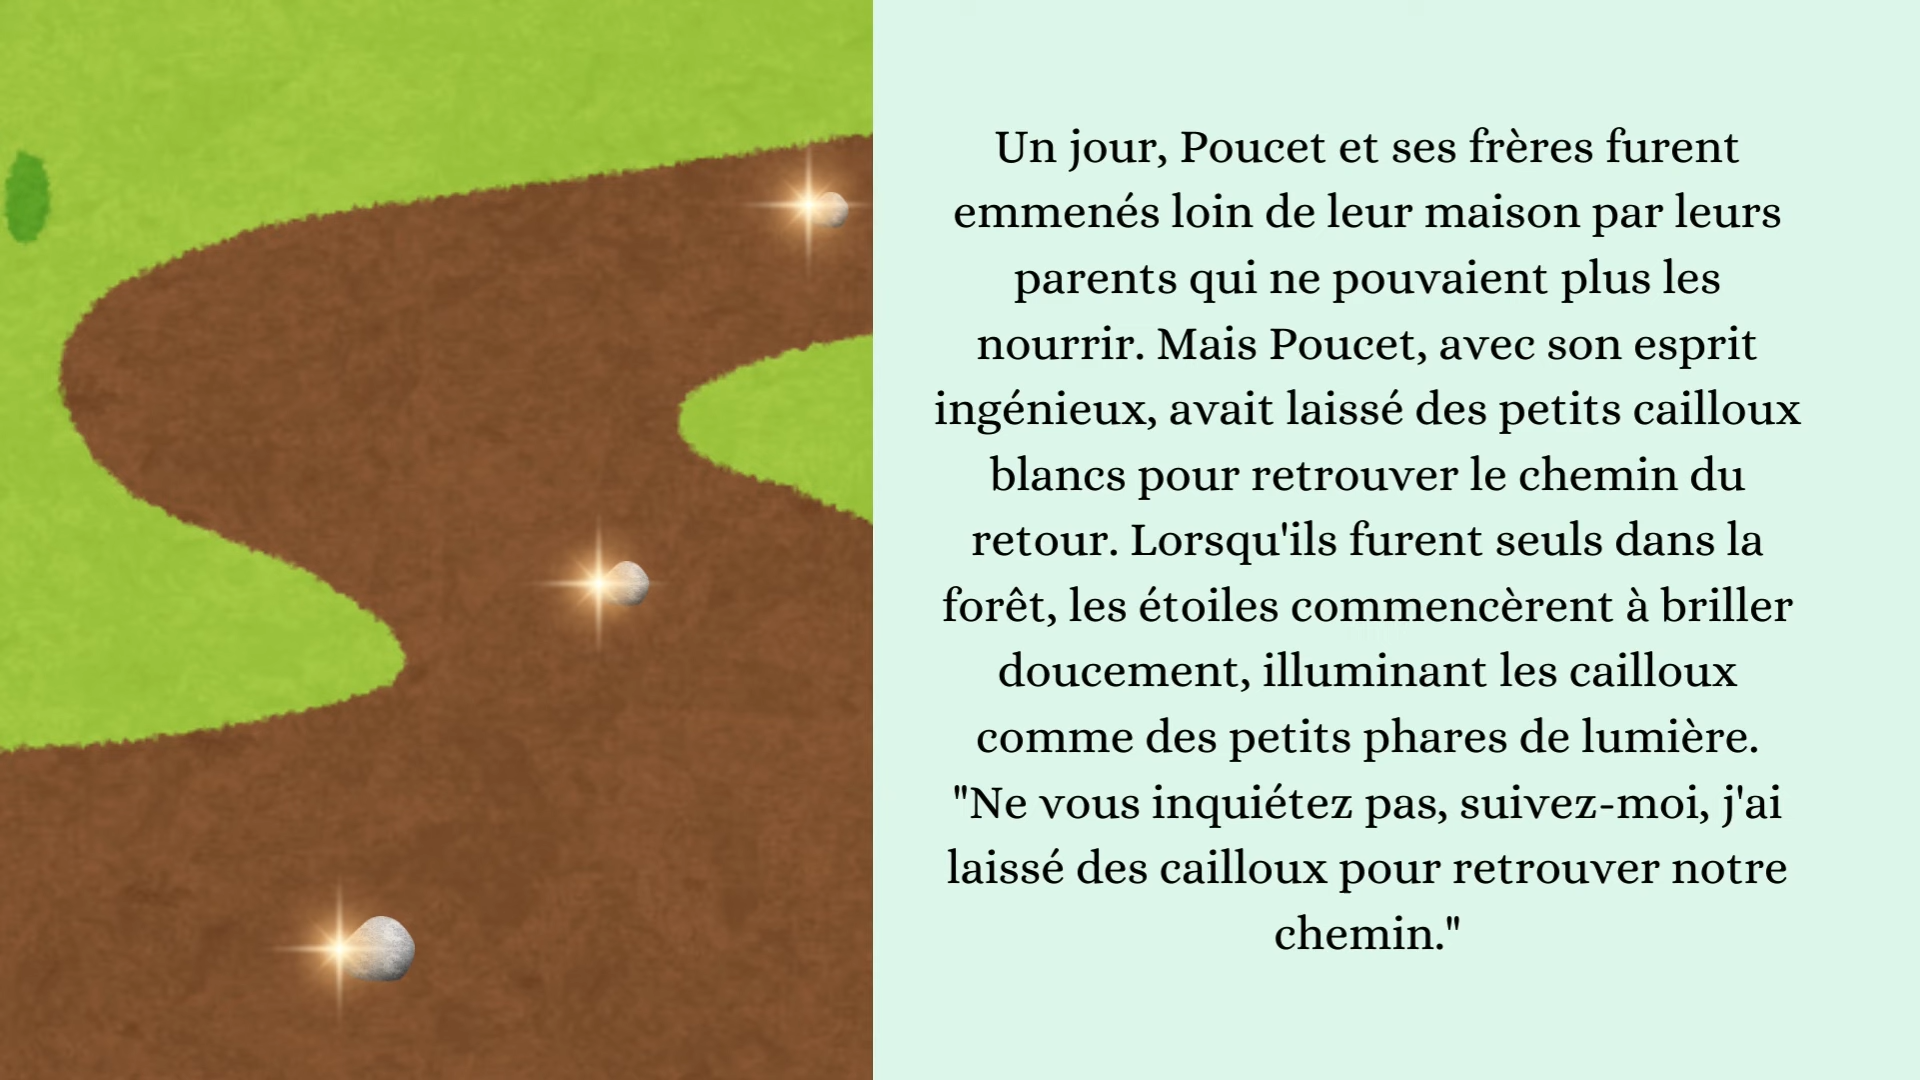 Un jour, Poucet et ses frères furent
emmenés loin de leur maison par leurs
parents qui ne pouvaient plus les
nourrir. Mais Poucet, avec son esprit
ingénieux, avait laissé des petits cailloux
blancs pour retrouver le chemin du
retour. Lorsqu'ils furent seuls dans la
forêt, les étoiles commencèrent à briller
doucement, illuminant les cailloux
comme des petits phares de lumière.
"Ne vous inquiétez pas, suivez-moi, j'ai
laissé des cailloux pour retrouver notre
chemin."